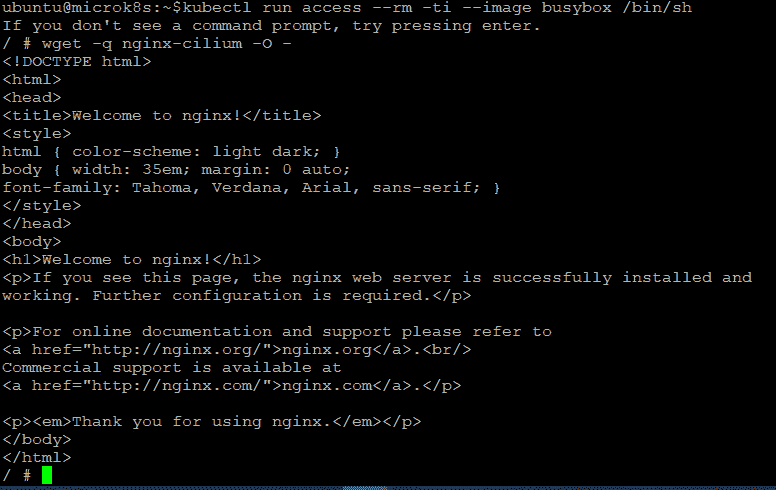 ubuntu@microk8s:~$kubectl run access --rm -ti --image busybox /bin/sh
If you don't see a command prompt, try pressing enter.
/ # wget -q nginx-cilium -O -
<!DOCTYPE html>
<html>
<head>
<title>Welcome to nginx!</title>
<style>
html { color-scheme: light dark; }
body { width: 35em; margin: 0 auto;
font-family: Tahoma, Verdana, Arial, sans-serif; }
</style>
</head>
<body>
<h1>Welcome to nginx!</h1>
<p>If you see this page, the nginx web server is successfully installed and
working. Further configuration is required.</p>

<p>For online documentation and support please refer to
<a href="http://nginx.org/">nginx.org</a>.<br/>
Commercial support is available at
<a href="http://nginx.com/">nginx.com</a>.</p>

<p><em>Thank you for using nginx.</em></p>
</body>
</html>
/ #